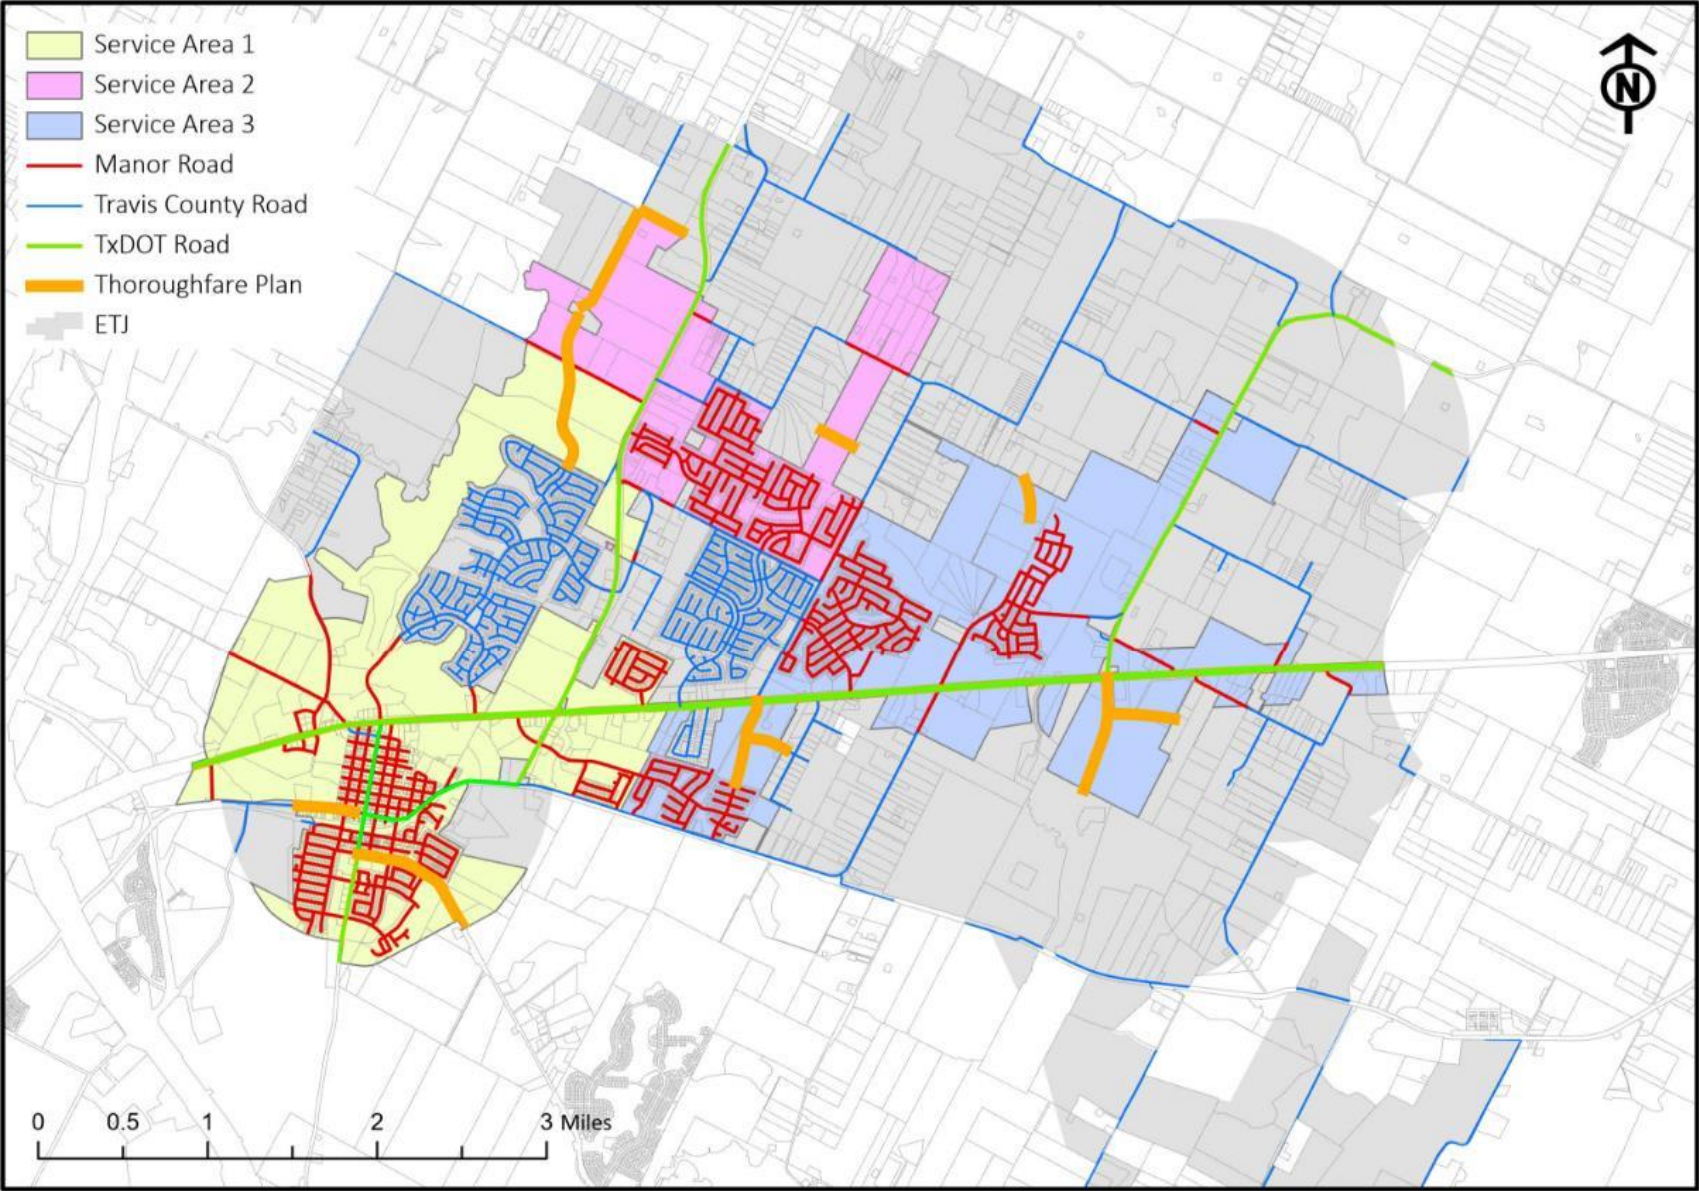 Service Area 1
Service Area 2
Service Area 3
Manor Road
Travis County Road
TxDOT Road
Thoroughfare Plan
ETJ
N
0 0.5 1 2 3 Miles